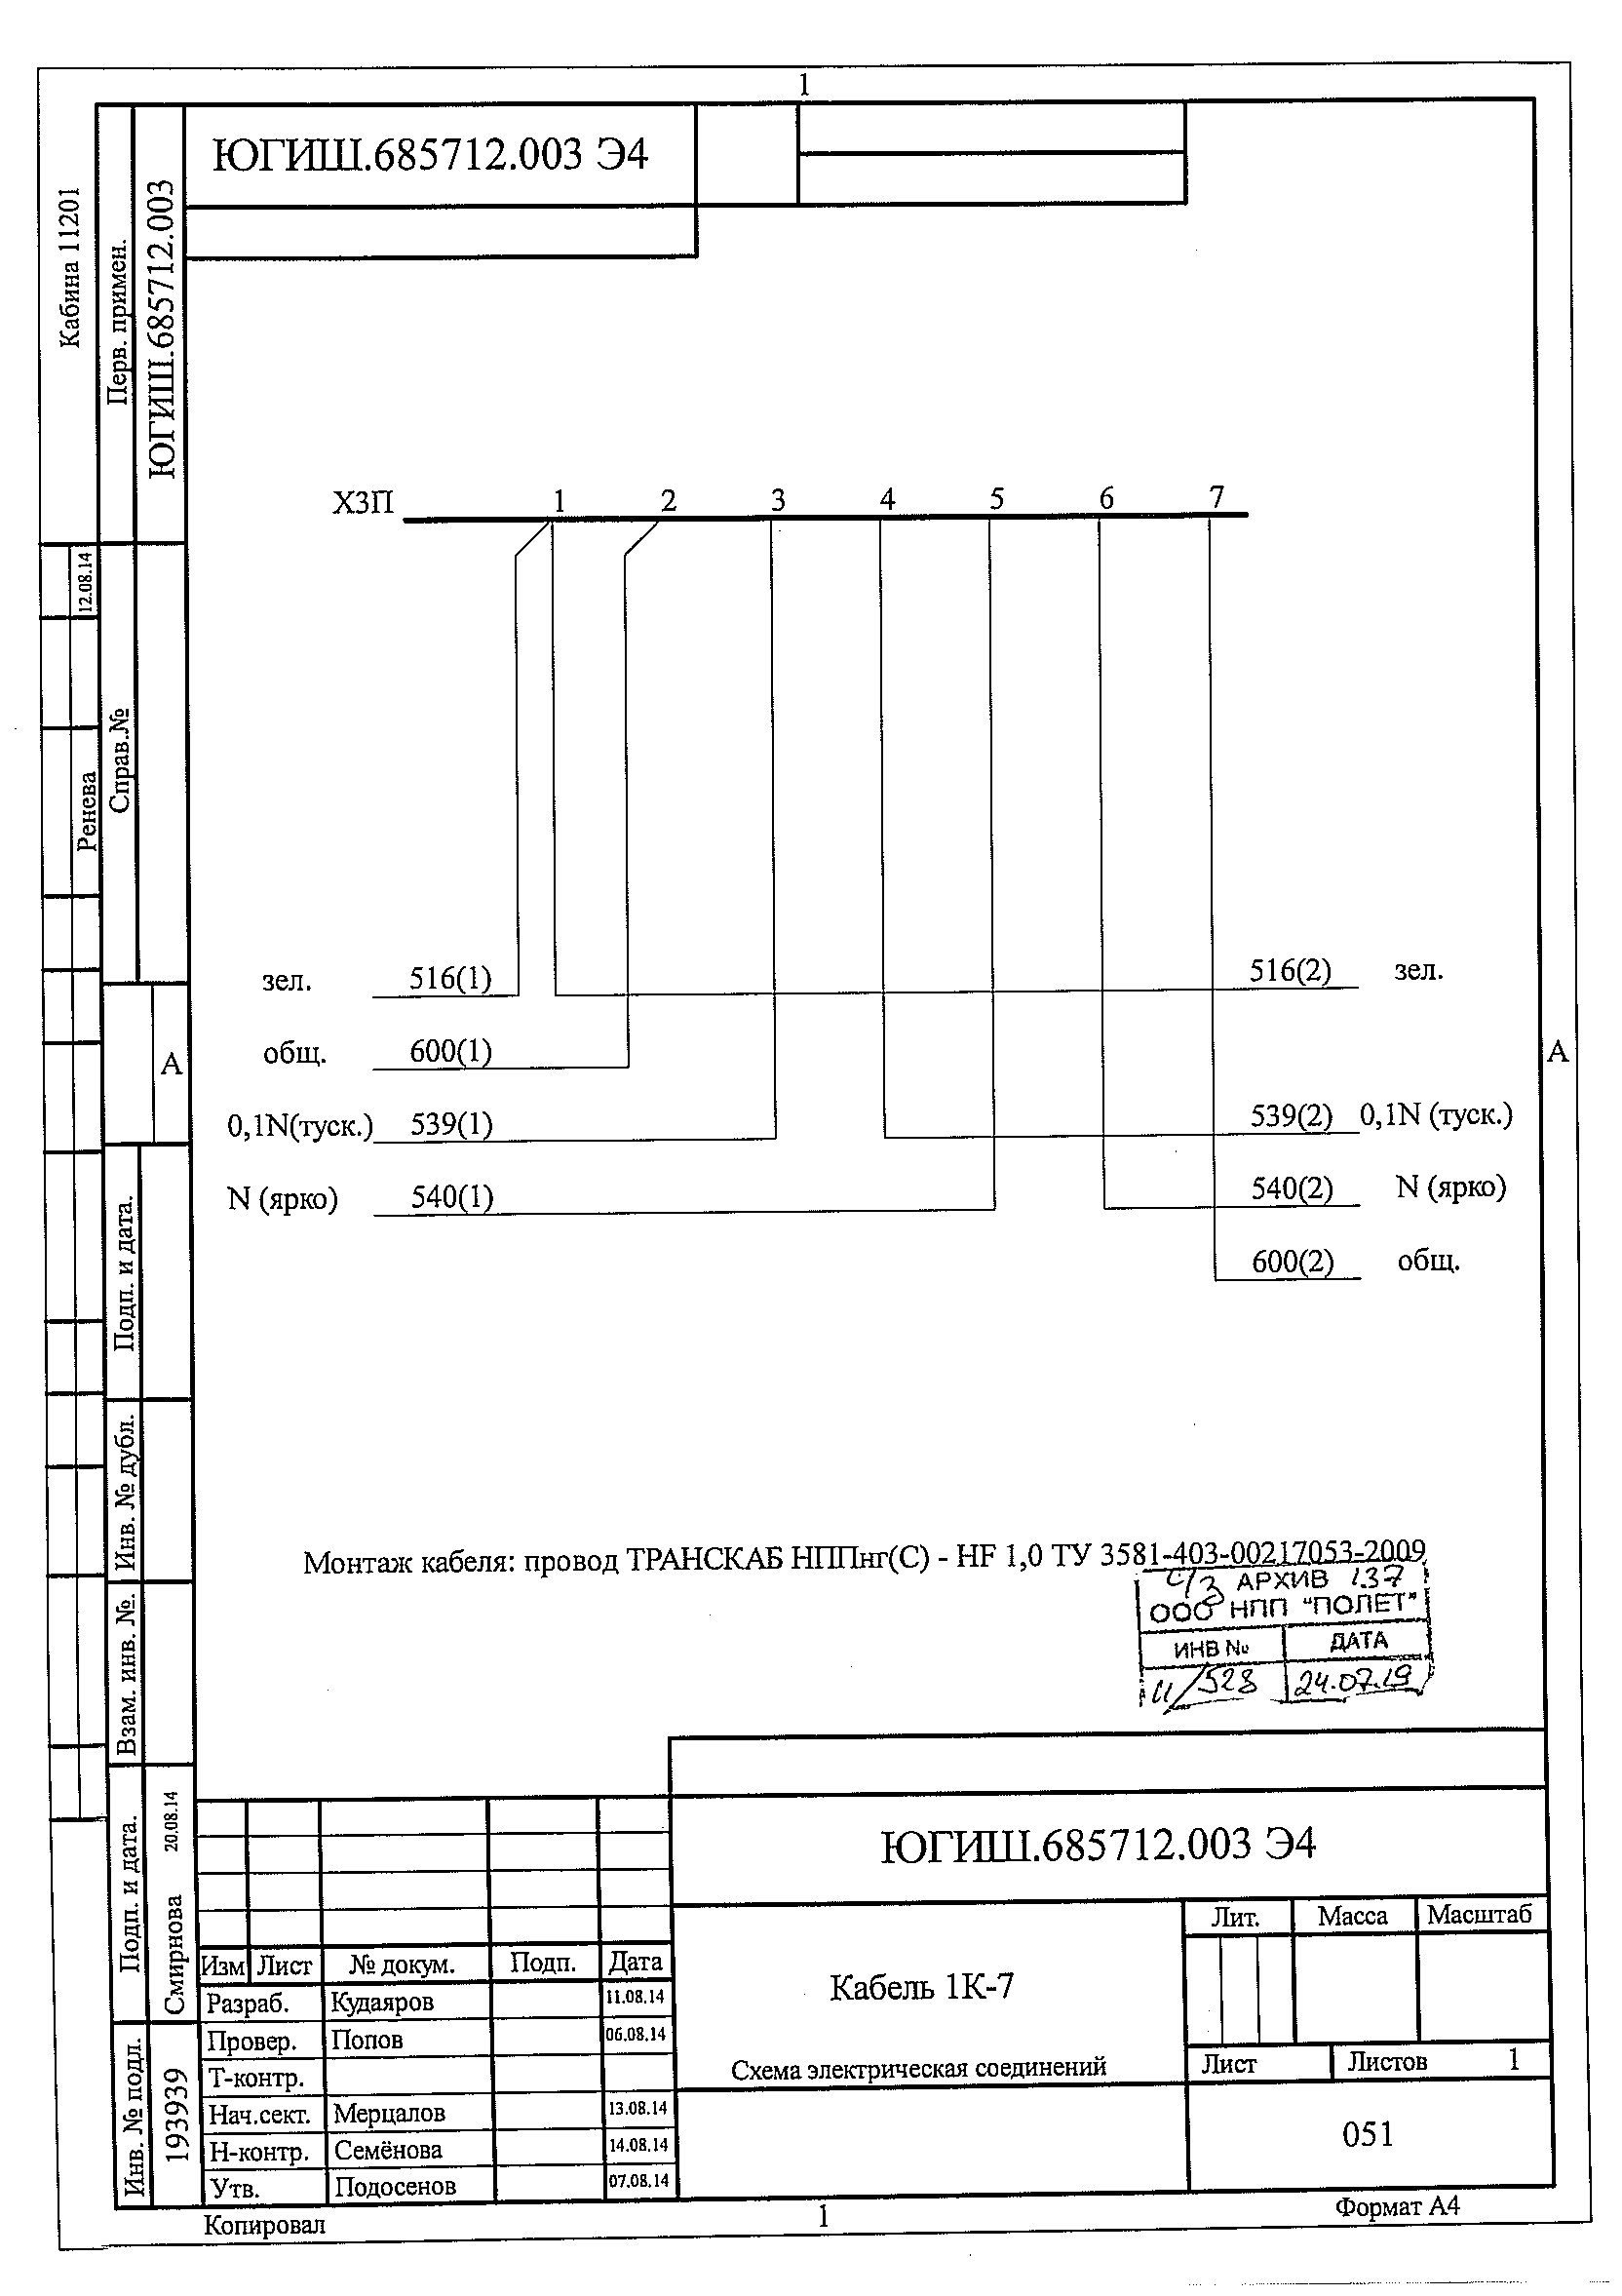 1
ЮГИШ.685712.003 Э4
Кабина 11201
Перв. примен.
ЮГИШ.685712.003
Х3П 1 2 3 4 5 6 7
12.08.14
Ренева
Справ.№
зел. 516(1) 516(2) зел.
общ. 600(1)
А А
0,1N(туск.) 539(1) 539(2) 0,1N (туск.)
N (ярко) 540(1) 540(2) N (ярко)
600(2) общ.
Подп. и дата.
Инв. № дубл.
Взам. инв. №.
Монтаж кабеля: провод ТРАНСКАБ НППнг(С) - HF 1,0 ТУ 3581-403-00217053-2009
АРХИВ 137
ООО НПП "ПОЛЕТ"
ИНВ № ДАТА
11/528 24.07.19
Подп. и дата.
Смирнова 20.08.14
Инв. № подл.
193939
ЮГИШ.685712.003 Э4
Изм Лист № докум. Подп. Дата
Разраб. Кудаяров 11.08.14
Провер. Попов 06.08.14
Т-контр.
Нач.сект. Мерцалов 13.08.14
Н-контр. Семёнова 14.08.14
Утв. Подосенов 07.08.14
Кабель 1К-7
Схема электрическая соединений
Лит. Масса Масштаб
Лист Листов 1
051
Копировал 1 Формат А4